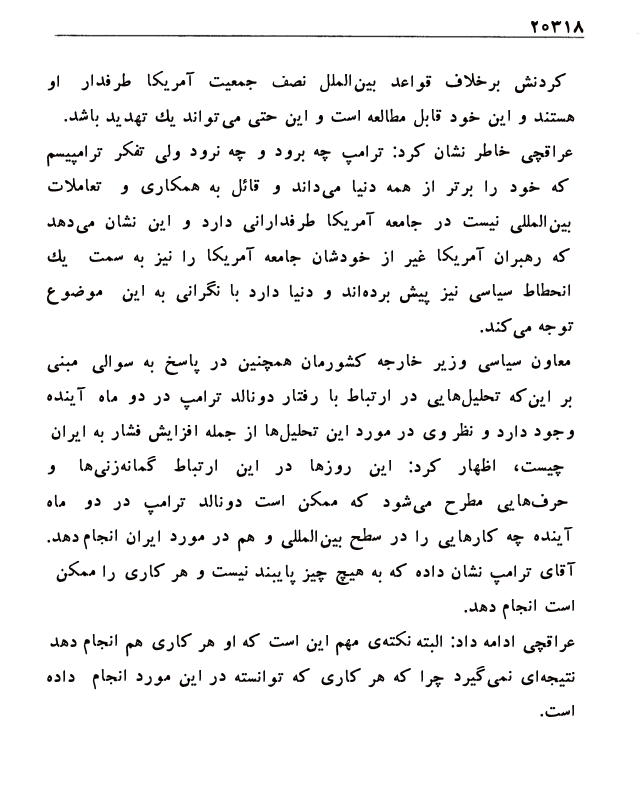 ۲۰۳۱۸
کردنش برخلاف قواعد بین‌الملل نصف جمعیت آمریکا طرفدار او
هستند و این خود قابل مطالعه است و این حتی می‌تواند یك تهدید باشد.
عراقچی خاطر نشان کرد: ترامپ چه برود و چه نرود ولی تفکر ترامپیسم
که خود را برتر از همه دنیا می‌داند و قائل به همکاری و تعاملات
بین‌المللی نیست در جامعه آمریکا طرفدارانی دارد و این نشان می‌دهد
که رهبران آمریکا غیر از خودشان جامعه آمریکا را نیز به سمت یك
انحطاط سیاسی نیز پیش برده‌اند و دنیا دارد با نگرانی به این موضوع
توجه می‌کند.
معاون سیاسی وزیر خارجه کشورمان همچنین در پاسخ به سوالی مبنی
بر این‌که تحلیل‌هایی در ارتباط با رفتار دونالد ترامپ در دو ماه آینده
وجود دارد و نظر وی در مورد این تحلیل‌ها از جمله افزایش فشار به ایران
چیست، اظهار کرد: این روزها در این ارتباط گمانه‌زنی‌ها و
حرف‌هایی مطرح می‌شود که ممکن است دونالد ترامپ در دو ماه
آینده چه کارهایی را در سطح بین‌المللی و هم در مورد ایران انجام دهد.
آقای ترامپ نشان داده که به هیچ چیز پایبند نیست و هر کاری را ممکن
است انجام دهد.
عراقچی ادامه داد: البته نکته‌ی مهم این است که او هر کاری هم انجام دهد
نتیجه‌ای نمی‌گیرد چرا که هر کاری که توانسته در این مورد انجام داده
است.